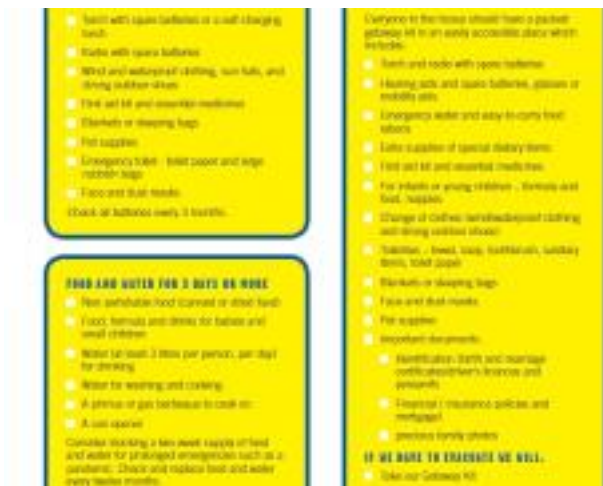 Torch with spare batteries or a self charging
torch
Radio with spare batteries
Wind and waterproof clothing, sun hats, and
strong outdoor shoes
First aid kit and essential medicines
Blankets or sleeping bags
Pet supplies
Emergency toilet - toilet paper and large
rubbish bags
Face and dust masks
Check all batteries every 3 months.
FOOD AND WATER FOR 3 DAYS OR MORE
Non perishable food (canned or dried food)
Food, formula and drinks for babies and
small children
Water (at least 3 litres per person, per day)
for drinking
Water for washing and cooking
A primus or gas barbeque to cook on
A can opener
Consider stocking a two week supply of food
and water for prolonged emergencies such as a
pandemic. Check and replace food and water
every twelve months.
Everyone in the house should have a packed
getaway kit in an easily accessible place which
includes:
Torch and radio with spare batteries
Hearing aids and spare batteries, glasses or
mobility aids
Emergency water and easy-to-carry food
rations
Extra supplies of special dietary items
First aid kit and essential medicines
For infants or young children - formula and
food, nappies
Change of clothes (wind/waterproof clothing
and strong outdoor shoes)
Toiletries - towel, soap, toothbrush, sanitary
items, toilet paper
Blankets or sleeping bags
Face and dust masks
Pet supplies
Important documents:
Identification (birth and marriage
certificates/driver's licences and
passports)
Financial ( insurance policies and
mortgage)
precious family photos
IF WE HAVE TO EVACUATE WE WILL:
Take our Getaway Kit